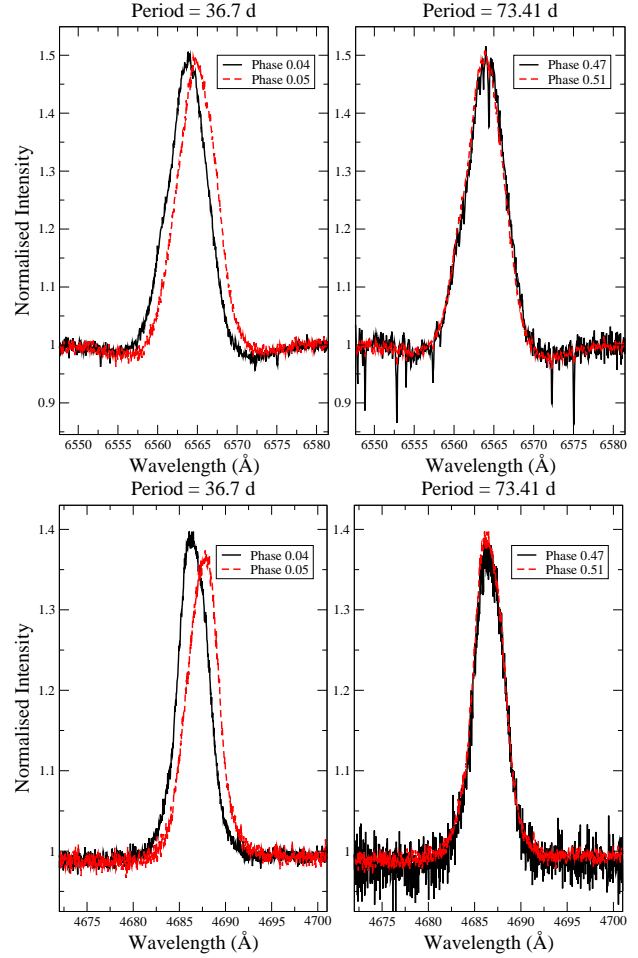 Period = 36.7 d
Period = 73.41 d
Normalised Intensity
1.5
1.4
1.3
1.2
1.1
1
0.9
Phase 0.04
Phase 0.05
Phase 0.47
Phase 0.51
6550 6555 6560 6565 6570 6575 6580
6550 6555 6560 6565 6570 6575 6580
Wavelength (Å)
Wavelength (Å)
Period = 36.7 d
Period = 73.41 d
Normalised Intensity
1.4
1.3
1.2
1.1
1
Phase 0.04
Phase 0.05
Phase 0.47
Phase 0.51
4675 4680 4685 4690 4695 4700
4675 4680 4685 4690 4695 4700
Wavelength (Å)
Wavelength (Å)